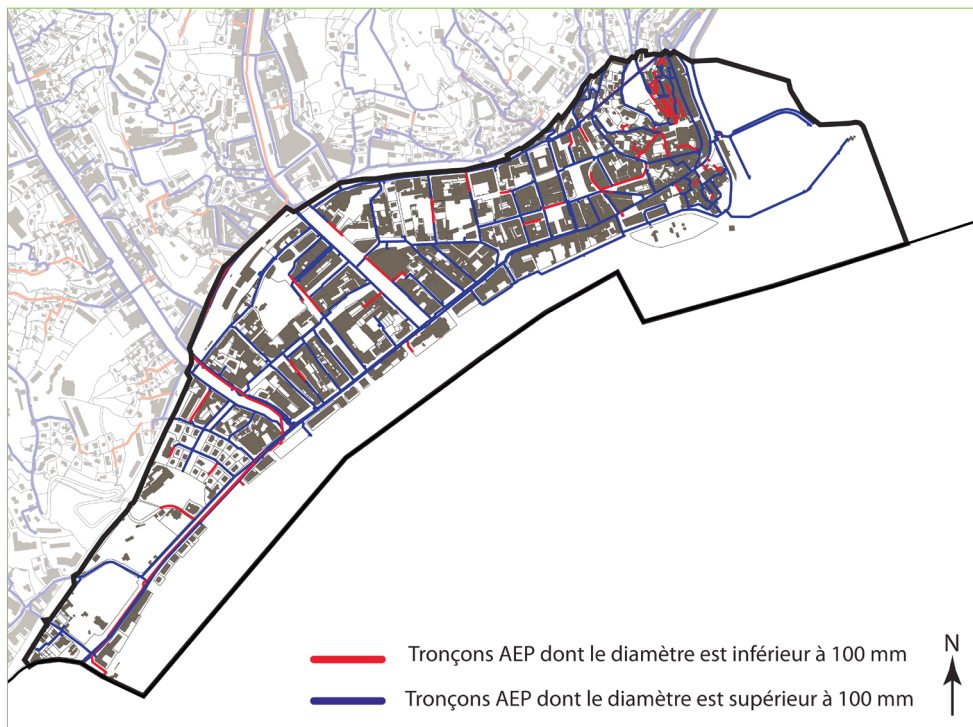 N
Tronçons AEP dont le diamètre est inférieur à 100 mm
Tronçons AEP dont le diamètre est supérieur à 100 mm